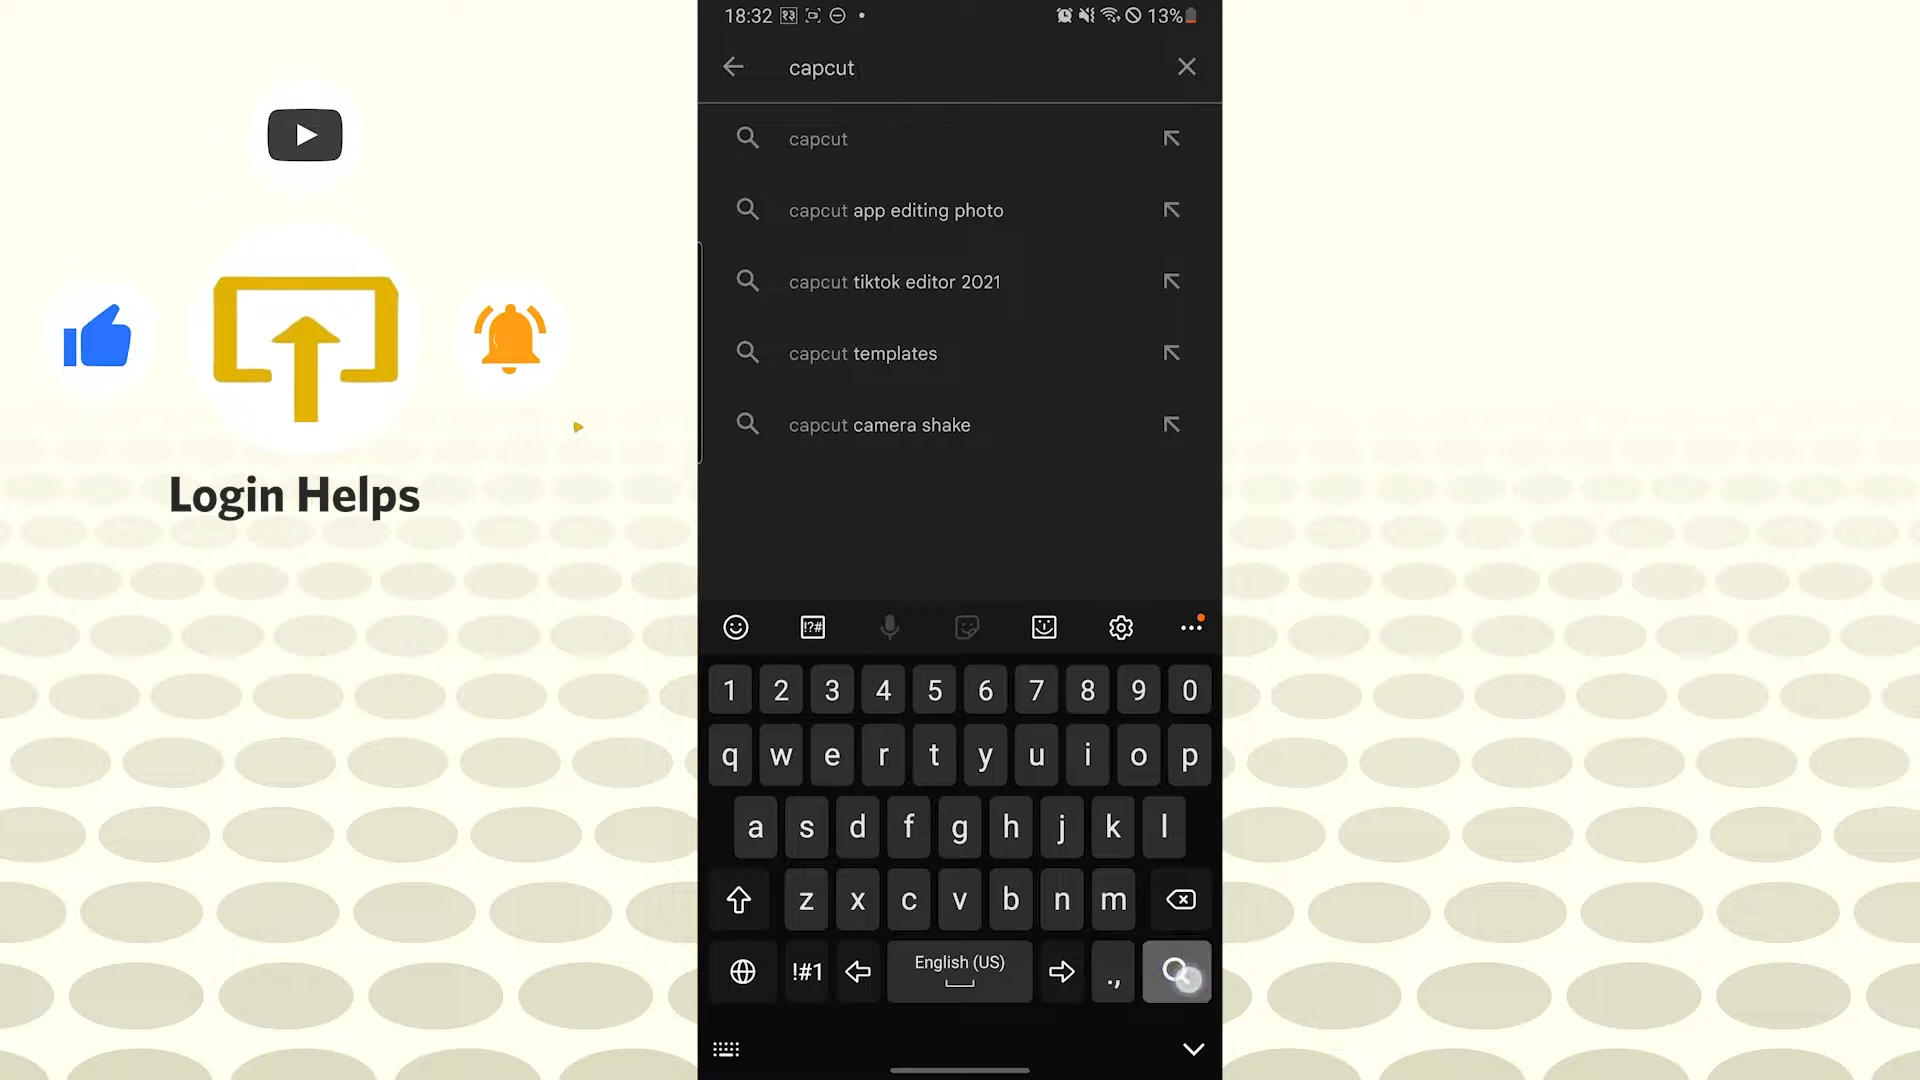 18:32 १३ 13%
capcut
capcut
capcut app editing photo
capcut tiktok editor 2021
capcut templates
capcut camera shake
Login Helps
!?#
1 2 3 4 5 6 7 8 9 0
q w e r t y u i o p
a s d f g h j k l
z x c v b n m
!#1 English (US) .,